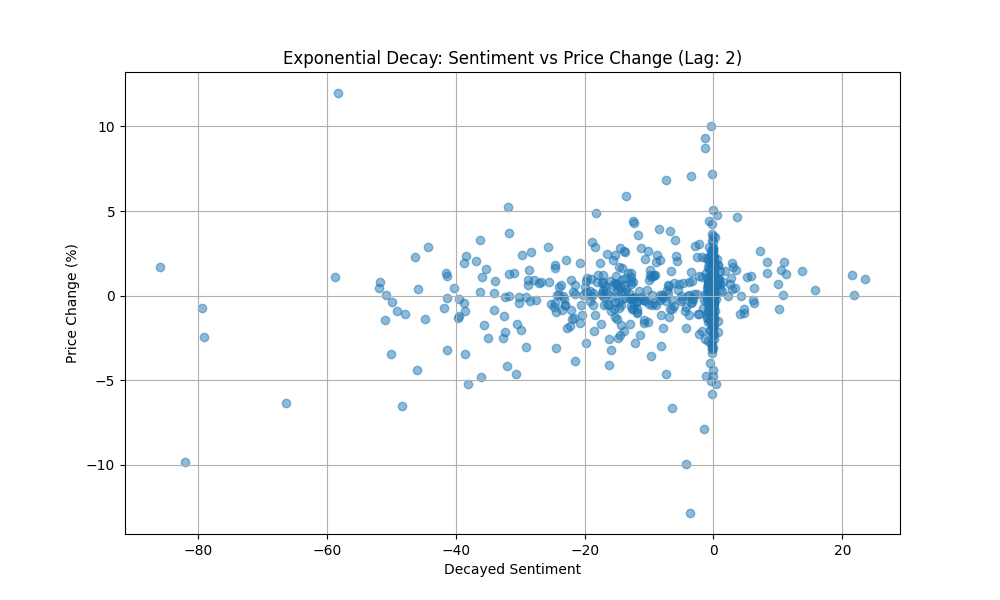 Exponential Decay: Sentiment vs Price Change (Lag: 2)
Price Change (%)
10
5
0
−5
−10
−80 −60 −40 −20 0 20
Decayed Sentiment